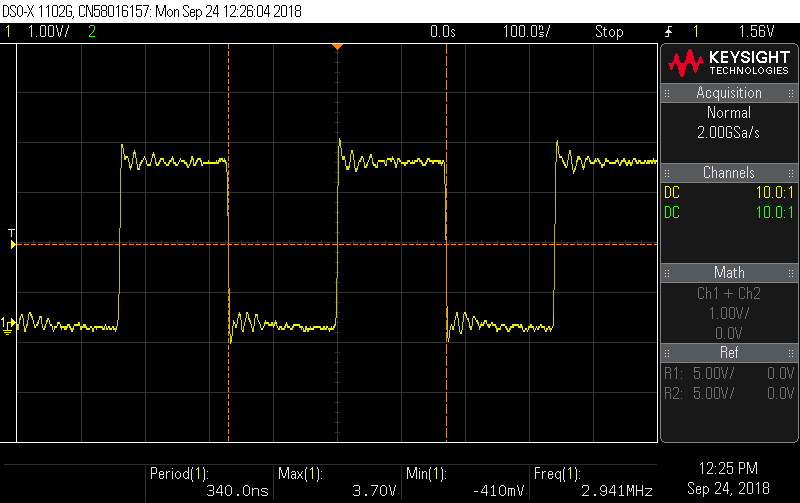 DSO-X 1102G, CN58016157: Mon Sep 24 12:26:04 2018
1 1.00V/ 2 0.0s 100.0ns/ Stop 1 1.56V
KEYSIGHT
TECHNOLOGIES
Acquisition
Normal
2.00GSa/s
Channels
DC 10.0:1
DC 10.0:1
T
1
Math
Ch1 + Ch2
1.00V/
0.0V
Ref
R1: 5.00V/ 0.0V
R2: 5.00V/ 0.0V
Period(1): Max(1): Min(1): Freq(1):
340.0ns 3.70V -410mV 2.941MHz
12:25 PM
Sep 24, 2018